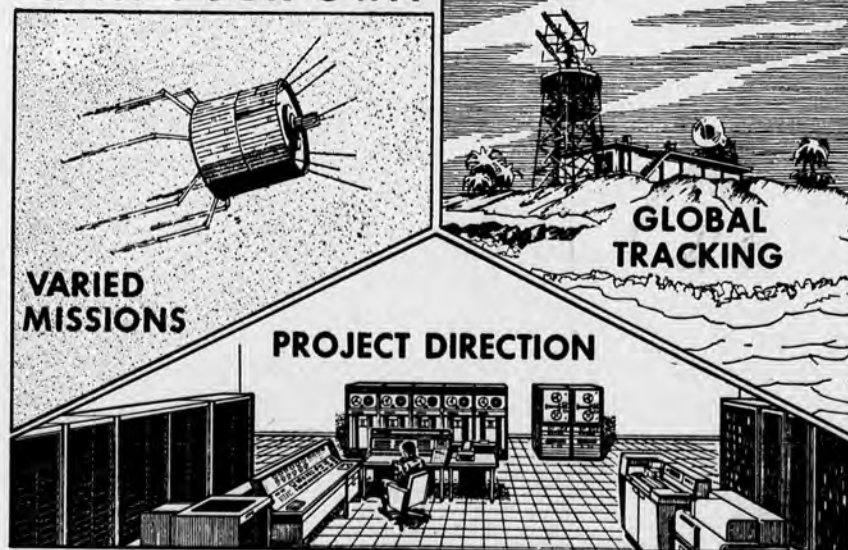 VARIED
MISSIONS
GLOBAL
TRACKING
PROJECT DIRECTION